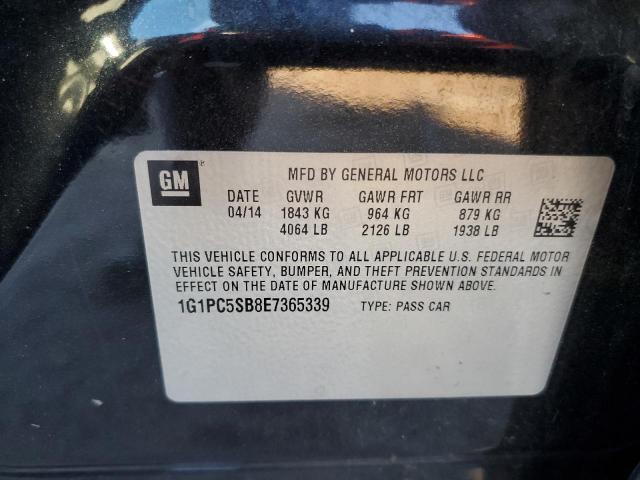 GM ®
MFD BY GENERAL MOTORS LLC
DATE GVWR GAWR FRT GAWR RR
04/14 1843 KG 964 KG 879 KG
4064 LB 2126 LB 1938 LB
THIS VEHICLE CONFORMS TO ALL APPLICABLE U.S. FEDERAL MOTOR
VEHICLE SAFETY, BUMPER, AND THEFT PREVENTION STANDARDS IN
EFFECT ON THE DATE OF MANUFACTURE SHOWN ABOVE.
1G1PC5SB8E7365339 TYPE: PASS CAR